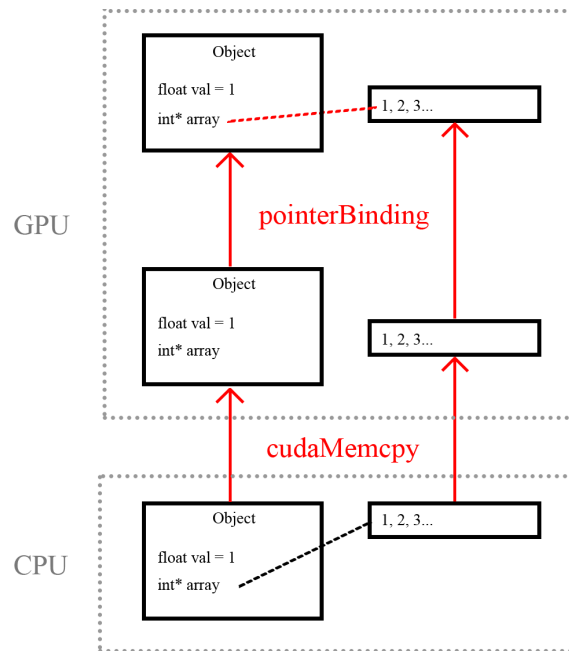 Object
float val = 1
int* array
1, 2, 3...
GPU
pointerBinding
Object
float val = 1
int* array
1, 2, 3...
cudaMemcpy
Object
float val = 1
int* array
1, 2, 3...
CPU